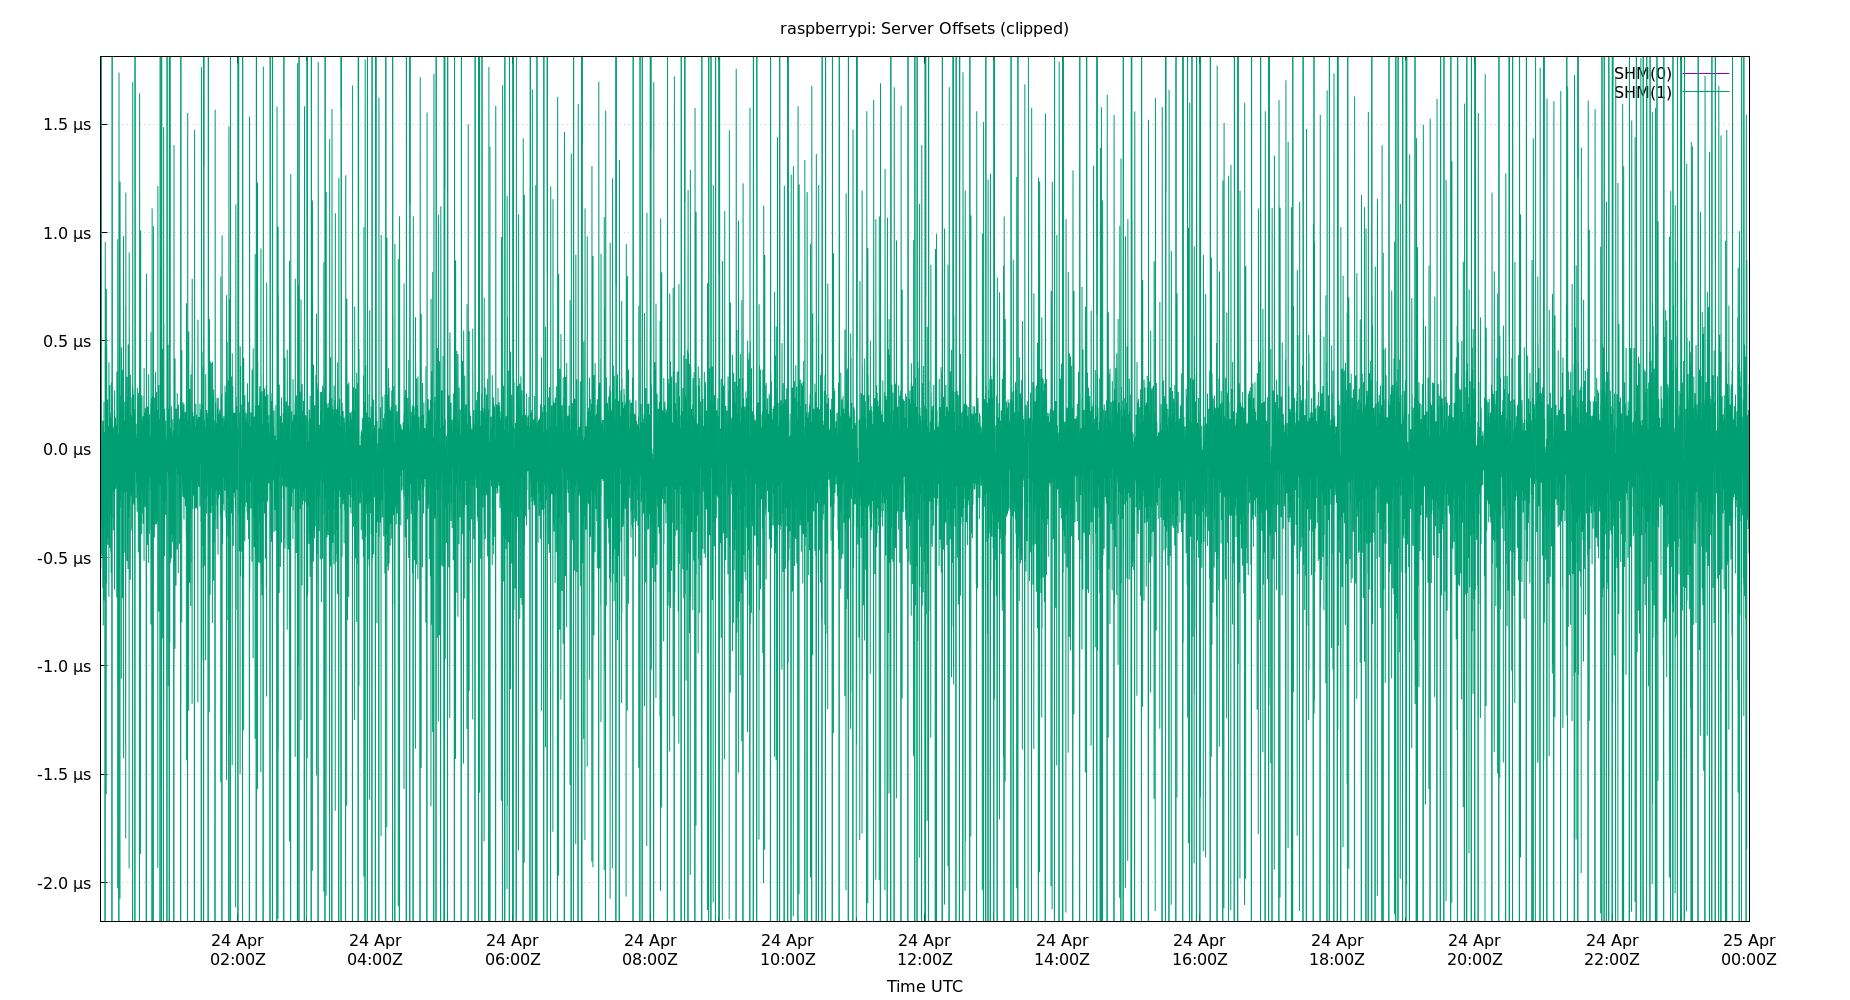 raspberrypi: Server Offsets (clipped)
SHM(0)
SHM(1)
1.5 µs
1.0 µs
0.5 µs
0.0 µs
-0.5 µs
-1.0 µs
-1.5 µs
-2.0 µs
24 Apr 24 Apr 24 Apr 24 Apr 24 Apr 24 Apr 24 Apr 24 Apr 24 Apr 24 Apr 24 Apr 25 Apr
02:00Z 04:00Z 06:00Z 08:00Z 10:00Z 12:00Z 14:00Z 16:00Z 18:00Z 20:00Z 22:00Z 00:00Z
Time UTC